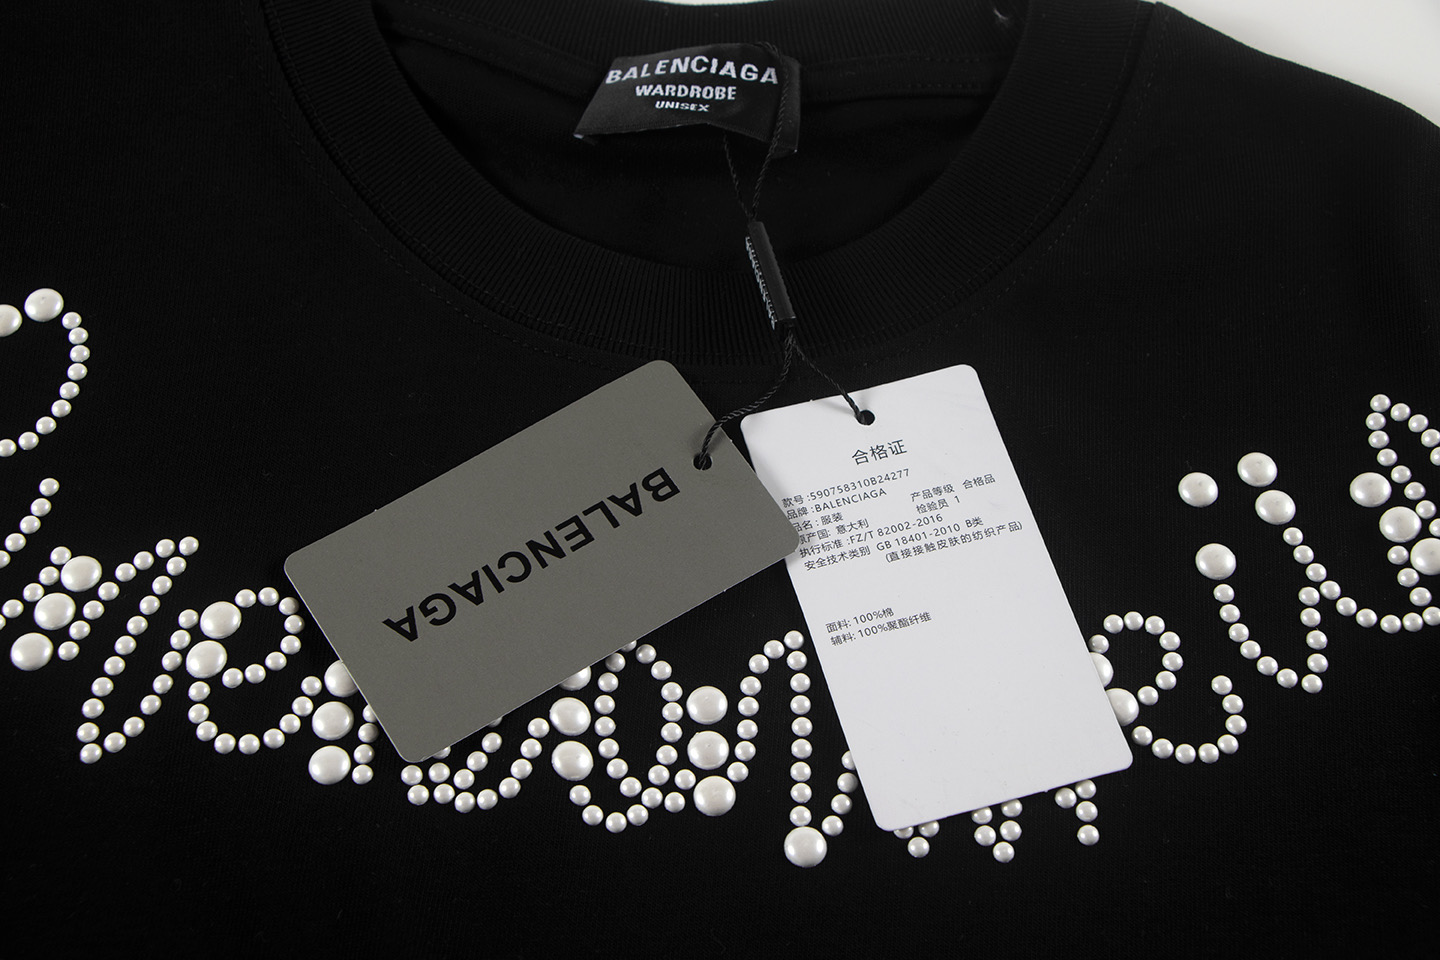 BALENCIAGA
WARDROBE
UNISEX
BALENCIAGA
合格证
款号:590758310B24277
品牌:BALENCIAGA 产品等级 合格品
品名:服装 检验员 1
原产国: 意大利
执行标准:FZ/T 82002-2016
安全技术类别 GB 18401-2010 B类
(直接接触皮肤的纺织产品)
面料: 100%棉
辅料: 100%聚酯纤维